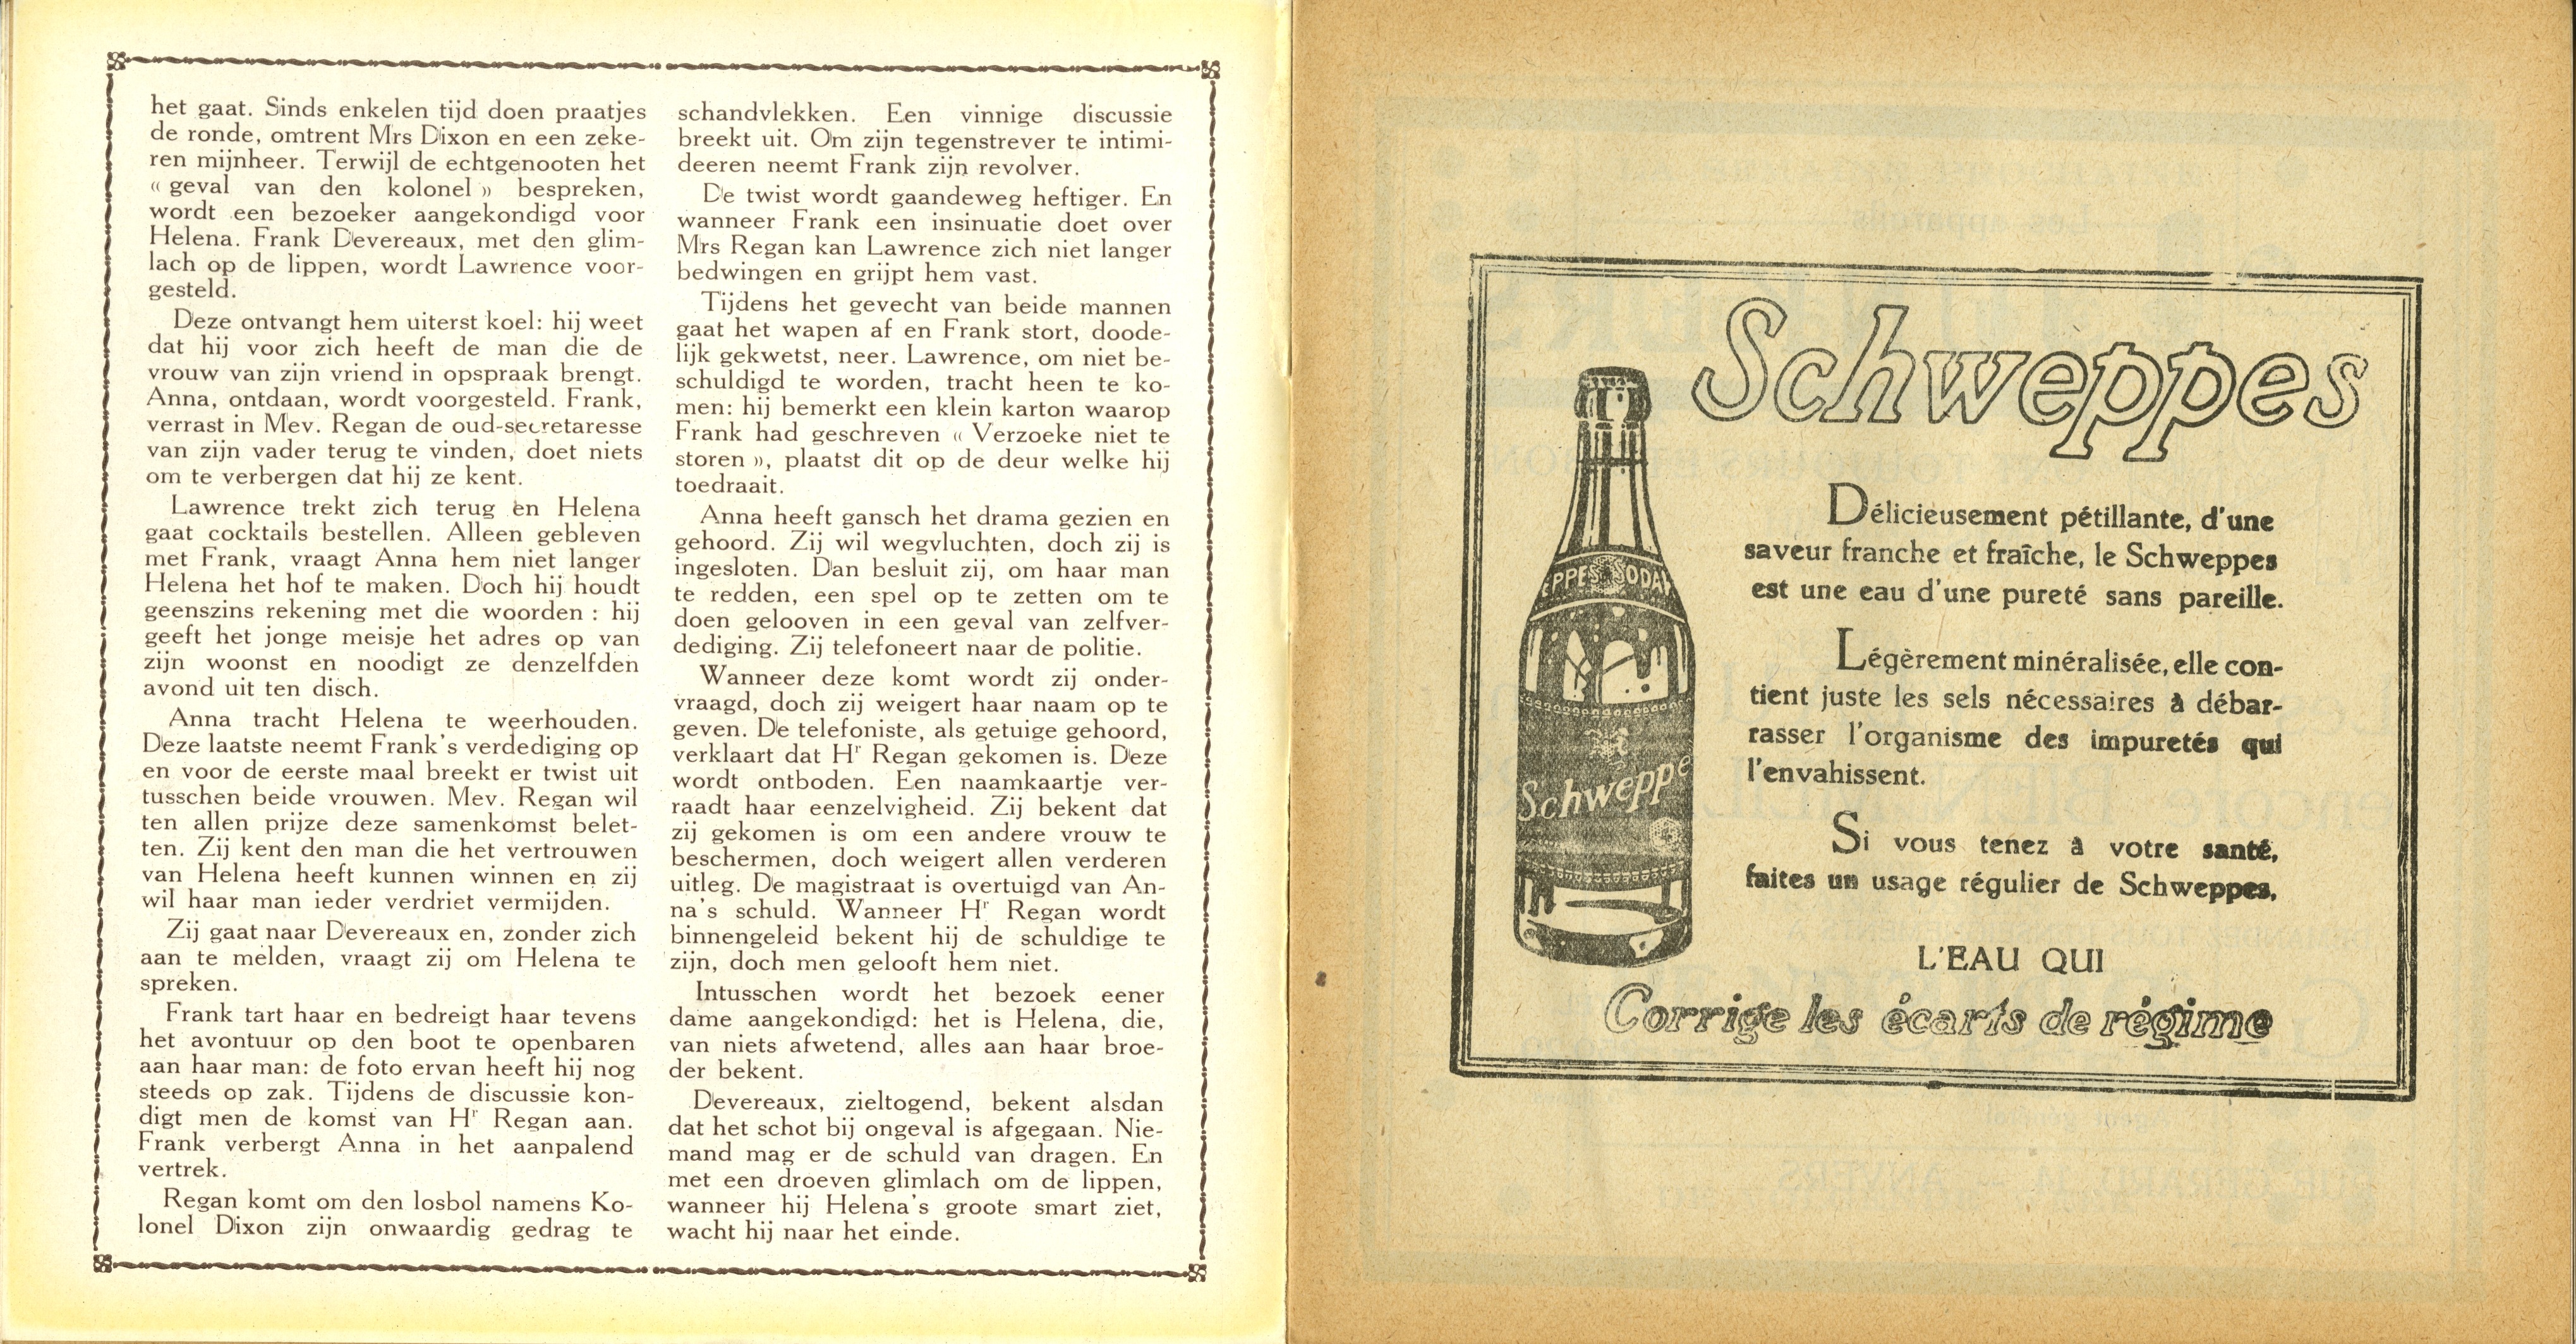 het gaat. Sinds enkelen tijd doen praatjes
de ronde, omtrent Mrs Dixon en een zeke-
ren mijnheer. Terwijl de echtgenooten het
« geval van den kolonel » bespreken,
wordt een bezoeker aangekondigd voor
Helena. Frank Devereaux, met den glim-
lach op de lippen, wordt Lawrence voor-
gesteld.
Deze ontvangt hem uiterst koel: hij weet
dat hij voor zich heeft de man die de
vrouw van zijn vriend in opspraak brengt.
Anna, ontdaan, wordt voorgesteld. Frank,
verrast in Mev. Regan de oud-secretaresse
van zijn vader terug te vinden, doet niets
om te verbergen dat hij ze kent.
Lawrence trekt zich terug en Helena
gaat cocktails bestellen. Alleen gebleven
met Frank, vraagt Anna hem niet langer
Helena het hof te maken. Doch hij houdt
geenszins rekening met die woorden : hij
geeft het jonge meisje het adres op van
zijn woonst en noodigt ze denzelfden
avond uit ten disch.
Anna tracht Helena te weerhouden.
Deze laatste neemt Frank's verdediging op
en voor de eerste maal breekt er twist uit
tusschen beide vrouwen. Mev. Regan wil
ten allen prijze deze samenkomst belet-
ten. Zij kent den man die het vertrouwen
van Helena heeft kunnen winnen en zij
wil haar man ieder verdriet vermijden.
Zij gaat naar Devereaux en, zonder zich
aan te melden, vraagt zij om Helena te
spreken.
Frank tart haar en bedreigt haar tevens
het avontuur op den boot te openbaren
aan haar man: de foto ervan heeft hij nog
steeds op zak. Tijdens de discussie kon-
digt men de komst van Hr Regan aan.
Frank verbergt Anna in het aanpalend
vertrek.
Regan komt om den losbol namens Ko-
lonel Dixon zijn onwaardig gedrag te
schandvlekken. Een vinnige discussie
breekt uit. Om zijn tegenstrever te intimi-
deeren neemt Frank zijn revolver.
De twist wordt gaandeweg heftiger. En
wanneer Frank een insinuatie doet over
Mrs Regan kan Lawrence zich niet langer
bedwingen en grijpt hem vast.
Tijdens het gevecht van beide mannen
gaat het wapen af en Frank stort, doode-
lijk gekwetst, neer. Lawrence, om niet be-
schuldigd te worden, tracht heen te ko-
men: hij bemerkt een klein karton waarop
Frank had geschreven « Verzoeke niet te
storen », plaatst dit op de deur welke hij
toedraait.
Anna heeft gansch het drama gezien en
gehoord. Zij wil wegvluchten, doch zij is
ingesloten. Dan besluit zij, om haar man
te redden, een spel op te zetten om te
doen gelooven in een geval van zelfver-
dediging. Zij telefoneert naar de politie.
Wanneer deze komt wordt zij onder-
vraagd, doch zij weigert haar naam op te
geven. De telefoniste, als getuige gehoord,
verklaart dat Hr Regan gekomen is. Deze
wordt ontboden. Een naamkaartje ver-
raadt haar eenzelvigheid. Zij bekent dat
zij gekomen is om een andere vrouw te
beschermen, doch weigert allen verderen
uitleg. De magistraat is overtuigd van An-
na's schuld. Wanneer Hr Regan wordt
binnengeleid bekent hij de schuldige te
zijn, doch men gelooft hem niet.
Intusschen wordt het bezoek eener
dame aangekondigd: het is Helena, die,
van niets afwetend, alles aan haar broe-
der bekent.
Devereaux, zieltogend, bekent alsdan
dat het schot bij ongeval is afgegaan. Nie-
mand mag er de schuld van dragen. En
met een droeven glimlach om de lippen,
wanneer hij Helena's groote smart ziet,
wacht hij naar het einde.
Schweppes
EPPES SODA
Schweppe
Délicieusement pétillante, d'une
saveur franche et fraîche, le Schweppes
est une eau d'une pureté sans pareille.
Légèrement minéralisée, elle con-
tient juste les sels nécessaires à débar-
rasser l'organisme des impuretés qui
l'envahissent.
Si vous tenez à votre santé,
faites un usage régulier de Schweppes,
L'EAU QUI
Corrige les écarts de régime